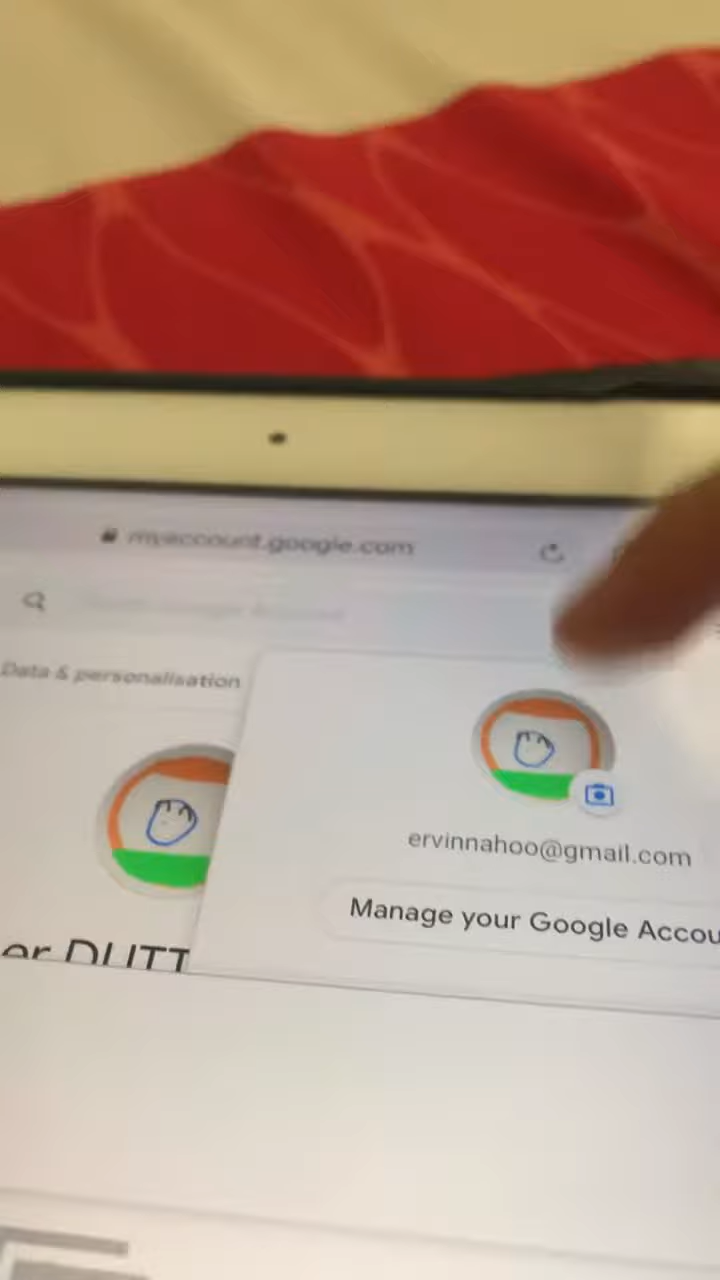 myaccount.google.com
Data & personalisation
ervinnahoo@gmail.com
Manage your Google Accou
er DUTT